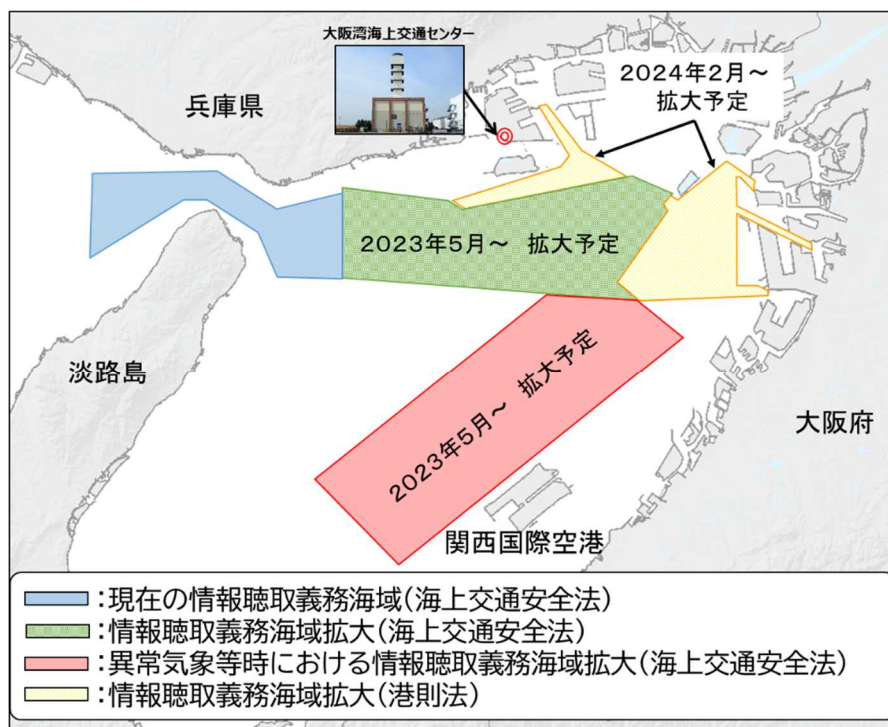 大阪湾海上交通センター
兵庫県
2024年2月～
拡大予定
2023年5月～ 拡大予定
淡路島
2023年5月～ 拡大予定
大阪府
関西国際空港
：現在の情報聴取義務海域(海上交通安全法)
：情報聴取義務海域拡大(海上交通安全法)
：異常気象等時における情報聴取義務海域拡大(海上交通安全法)
：情報聴取義務海域拡大(港則法)